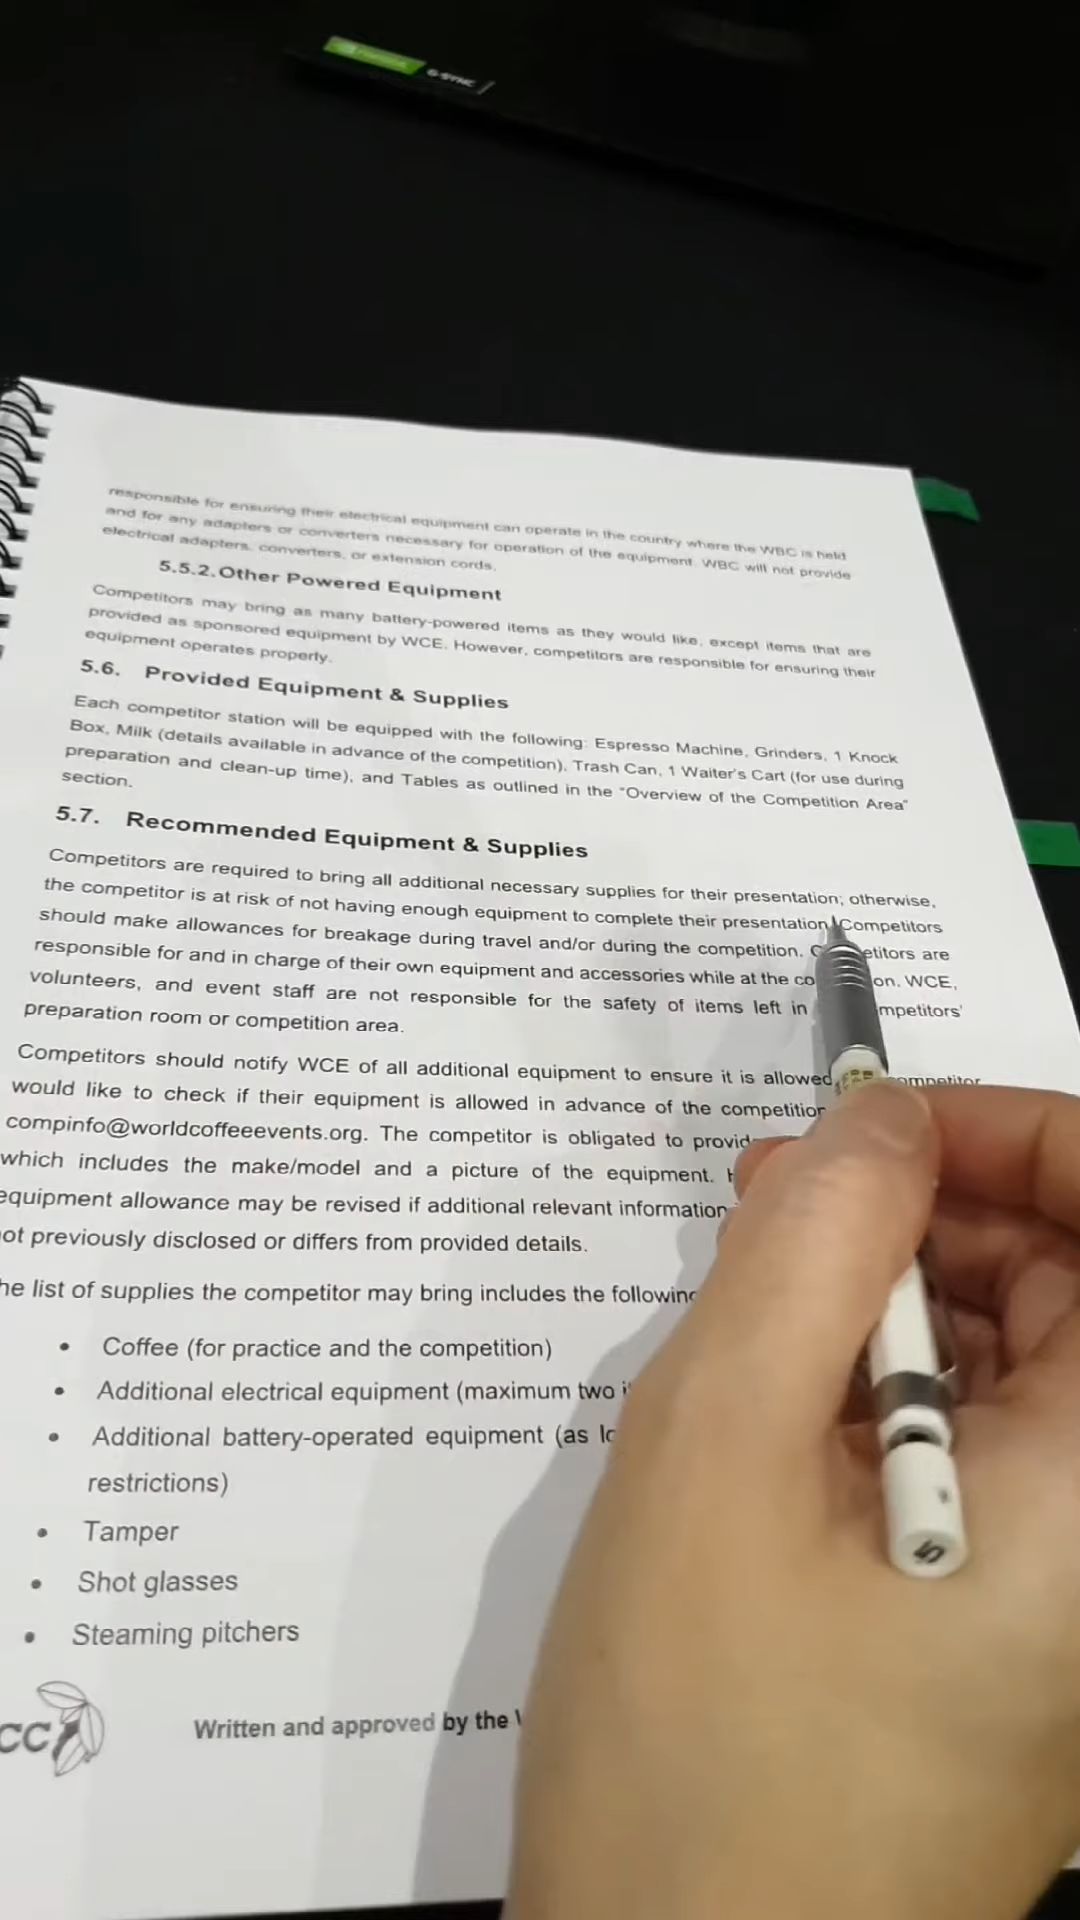 G-SYNC
responsible for ensuring their electrical equipment can operate in the country where the WBC is held
and for any adapters or converters necessary for operation of the equipment. WBC will not provide
electrical adapters, converters, or extension cords.
5.5.2. Other Powered Equipment
Competitors may bring as many battery-powered items as they would like, except items that are
provided as sponsored equipment by WCE. However, competitors are responsible for ensuring their
equipment operates properly.
5.6. Provided Equipment & Supplies
Each competitor station will be equipped with the following: Espresso Machine, Grinders, 1 Knock
Box, Milk (details available in advance of the competition), Trash Can, 1 Waiter's Cart (for use during
preparation and clean-up time), and Tables as outlined in the "Overview of the Competition Area"
section.
5.7. Recommended Equipment & Supplies
Competitors are required to bring all additional necessary supplies for their presentation; otherwise,
the competitor is at risk of not having enough equipment to complete their presentation. Competitors
should make allowances for breakage during travel and/or during the competition. are
responsible for and in charge of their own equipment and accessories while at the WCE,
volunteers, and event staff are not responsible for the safety of items left in
preparation room or competition area.
Competitors should notify WCE of all additional equipment to ensure it is allowed competitor
would like to check if their equipment is allowed in advance of the
compinfo@worldcoffeeevents.org. The competitor is obligated to
which includes the make/model and a picture of the equipment.
equipment allowance may be revised if additional relevant information
previously disclosed or differs from provided details.
list of supplies the competitor may bring includes the
• Coffee (for practice and the competition)
• Additional electrical equipment (maximum two
• Additional battery-operated equipment (as
restrictions)
• Tamper
• Shot glasses
• Steaming pitchers
Written and approved by the
5